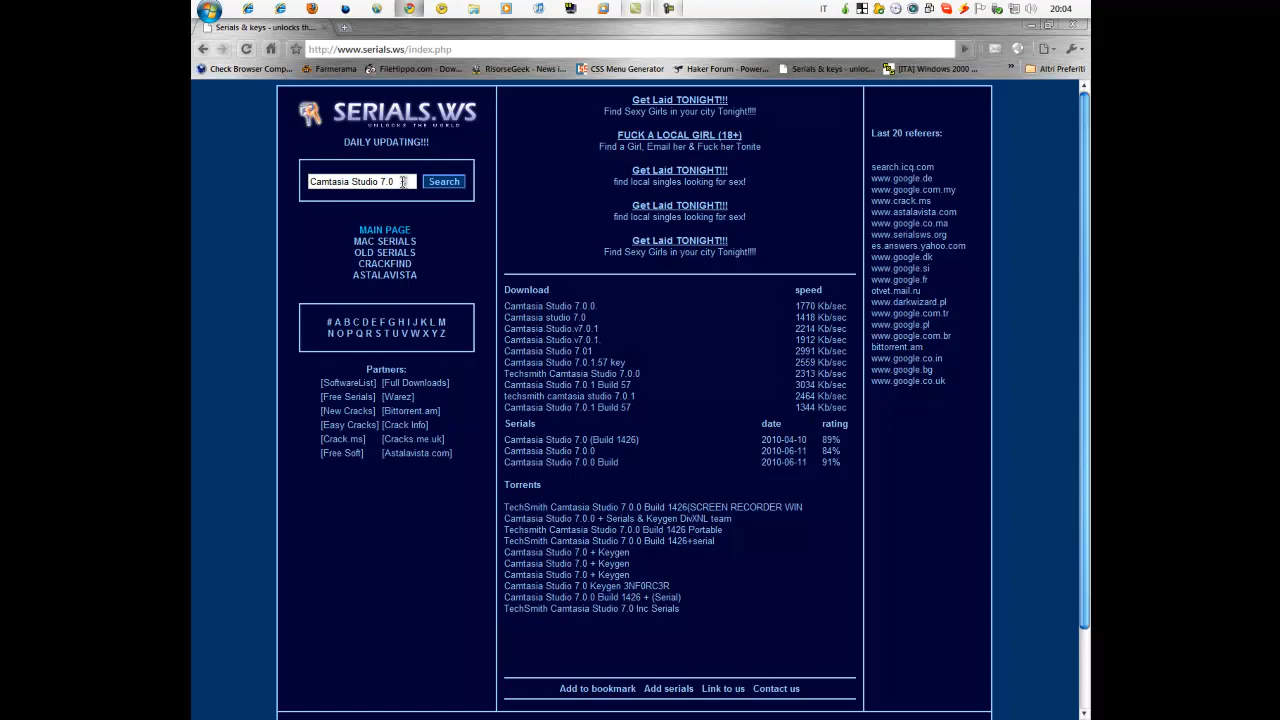 IT
20:04
Serials & keys - unlocks th...
http://www.serials.ws/index.php
Check Browser Comp...
Farmerama
FileHippo.com - Dow...
RisorseGeek - News i...
CSS Menu Generator
Haker Forum - Power...
Serials & keys - unloc...
[ITA] Windows 2000 ...
»
Altri Preferiti
SERIALS.WS
UNLOCKS THE WORLD
DAILY UPDATING!!!
Camtasia Studio 7.0
Search
MAIN PAGE
MAC SERIALS
OLD SERIALS
CRACKFIND
ASTALAVISTA
# A B C D E F G H I J K L M
N O P Q R S T U V W X Y Z
Partners:
[SoftwareList] [Full Downloads]
[Free Serials] [Warez]
[New Cracks] [Bittorrent.am]
[Easy Cracks] [Crack Info]
[Crack.ms] [Cracks.me.uk]
[Free Soft] [Astalavista.com]
Get Laid TONIGHT!!!
Find Sexy Girls in your city Tonight!!!!
FUCK A LOCAL GIRL (18+)
Find a Girl, Email her & Fuck her Tonite
Get Laid TONIGHT!!!
find local singles looking for sex!
Get Laid TONIGHT!!!
find local singles looking for sex!
Get Laid TONIGHT!!!
Find Sexy Girls in your city Tonight!!!!
Download speed
Camtasia Studio 7.0.0. 1770 Kb/sec
Camtasia studio 7.0 1418 Kb/sec
Camtasia.Studio.v7.0.1 2214 Kb/sec
Camtasia.Studio.v7.0.1. 1912 Kb/sec
Camtasia Studio 7.01 2991 Kb/sec
Camtasia Studio 7.0.1.57 key 2559 Kb/sec
Techsmith Camtasia Studio 7.0.0 2313 Kb/sec
Camtasia Studio 7.0.1 Build 57 3034 Kb/sec
techsmith camtasia studio 7.0.1 2464 Kb/sec
Camtasia Studio 7.0.1 Build 57 1344 Kb/sec
Serials date rating
Camtasia Studio 7.0 (Build 1426) 2010-04-10 89%
Camtasia Studio 7.0.0 2010-06-11 84%
Camtasia Studio 7.0.0 Build 2010-06-11 91%
Torrents
TechSmith Camtasia Studio 7.0.0 Build 1426(SCREEN RECORDER WIN
Camtasia Studio 7.0.0 + Serials & Keygen DivXNL team
Techsmith Camtasia Studio 7.0.0 Build 1426 Portable
TechSmith Camtasia Studio 7.0.0 Build 1426+serial
Camtasia Studio 7.0 + Keygen
Camtasia Studio 7.0 + Keygen
Camtasia Studio 7.0 + Keygen
Camtasia Studio 7.0 Keygen 3NF0RC3R
Camtasia Studio 7.0.0 Build 1426 + (Serial)
TechSmith Camtasia Studio 7.0 Inc Serials
Add to bookmark Add serials Link to us Contact us
Last 20 referers:
search.icq.com
www.google.de
www.google.com.my
www.crack.ms
www.astalavista.com
www.google.co.ma
www.serialsws.org
es.answers.yahoo.com
www.google.dk
www.google.si
www.google.fr
otvet.mail.ru
www.darkwizard.pl
www.google.com.tr
www.google.pl
www.google.com.br
bittorrent.am
www.google.co.in
www.google.bg
www.google.co.uk